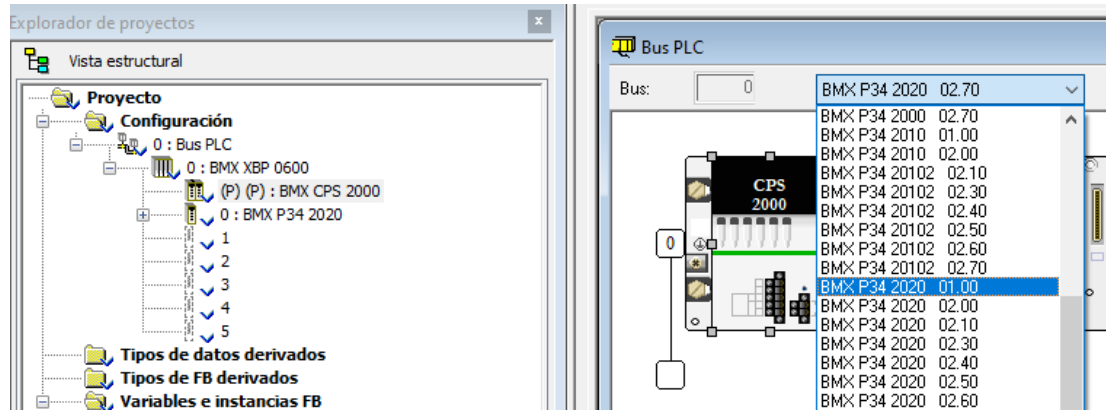 Explorador de proyectos
x
Vista estructural
Proyecto
Configuración
0 : Bus PLC
0 : BMX XBP 0600
(P) (P) : BMX CPS 2000
0 : BMX P34 2020
1
2
3
4
5
Tipos de datos derivados
Tipos de FB derivados
Variables e instancias FB
Bus PLC
Bus: 0 BMX P34 2020 02.70
CPS
2000
0
BMX P34 2000 02.70
BMX P34 2010 01.00
BMX P34 2010 02.00
BMX P34 20102 02.10
BMX P34 20102 02.30
BMX P34 20102 02.40
BMX P34 20102 02.50
BMX P34 20102 02.60
BMX P34 20102 02.70
BMX P34 2020 01.00
BMX P34 2020 02.00
BMX P34 2020 02.10
BMX P34 2020 02.30
BMX P34 2020 02.40
BMX P34 2020 02.50
BMX P34 2020 02.60